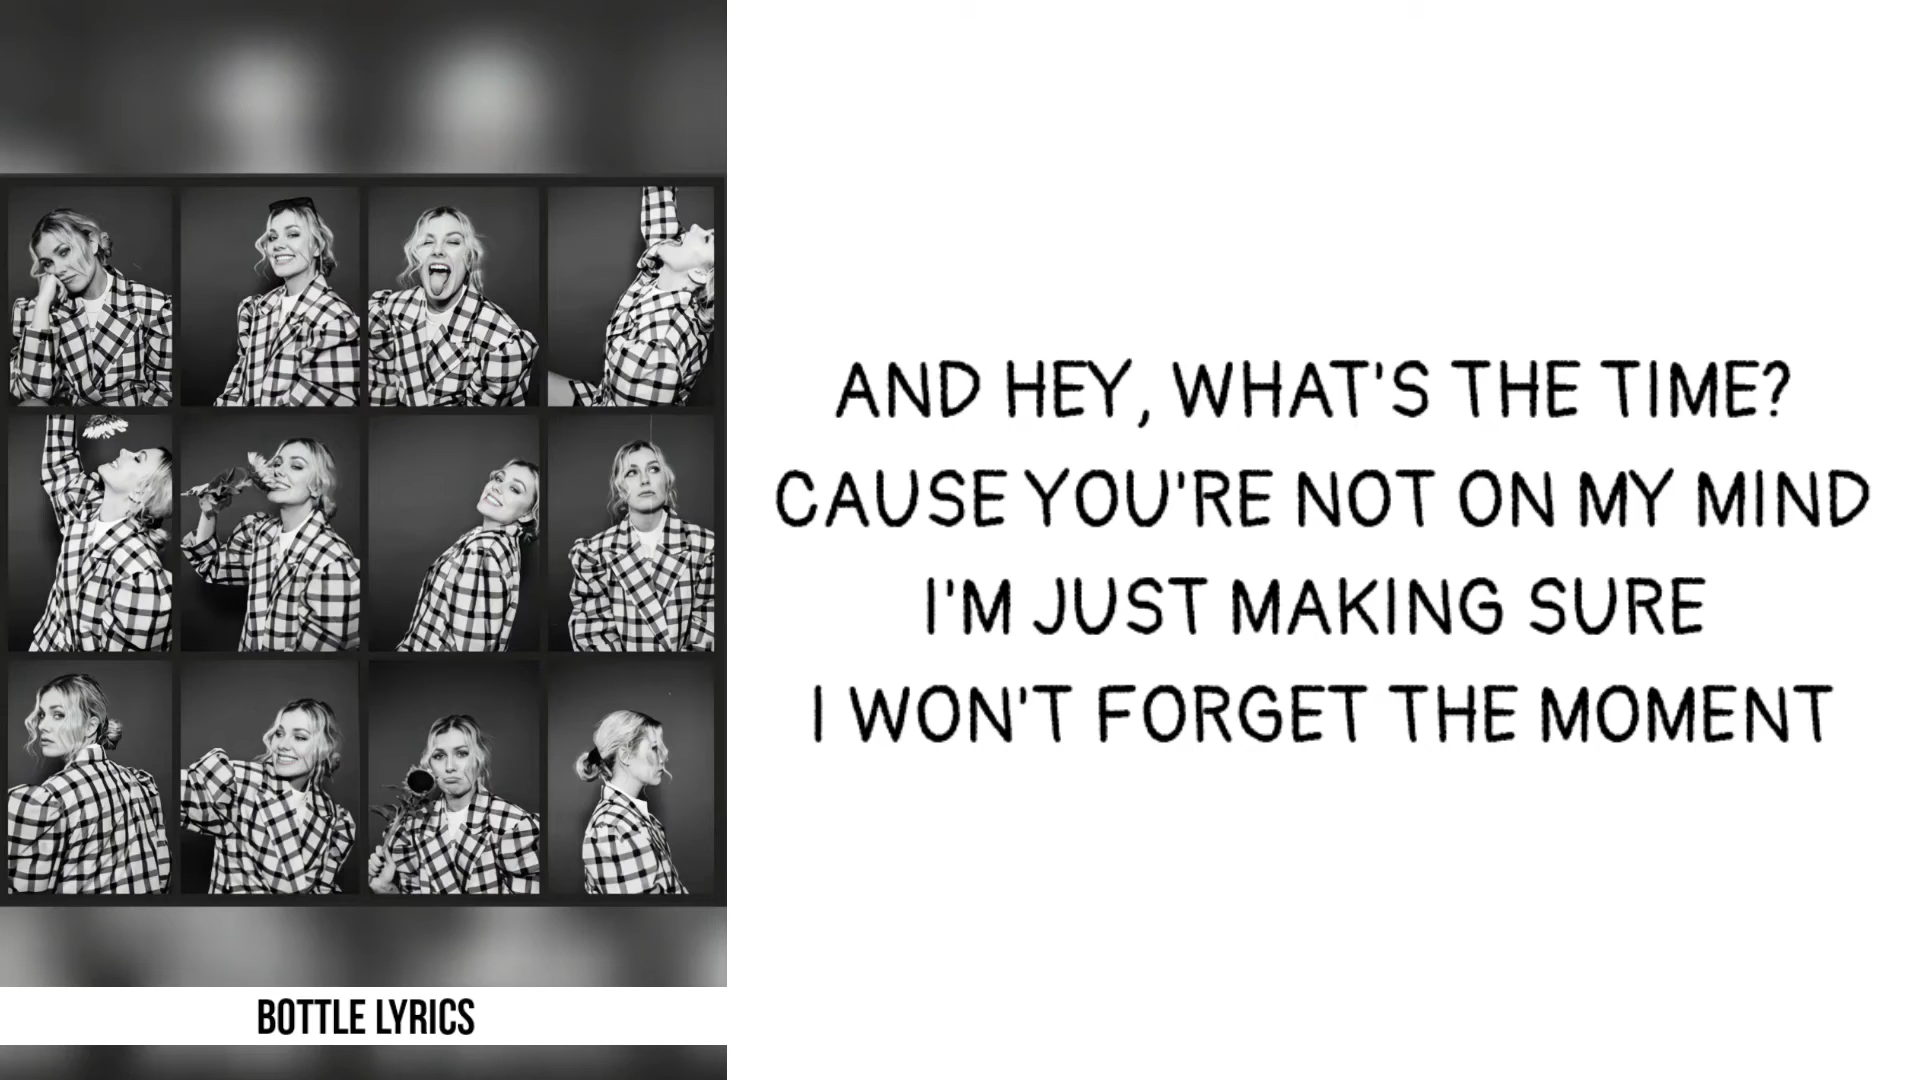 AND HEY, WHAT'S THE TIME?
CAUSE YOU'RE NOT ON MY MIND
I'M JUST MAKING SURE
I WON'T FORGET THE MOMENT
BOTTLE LYRICS